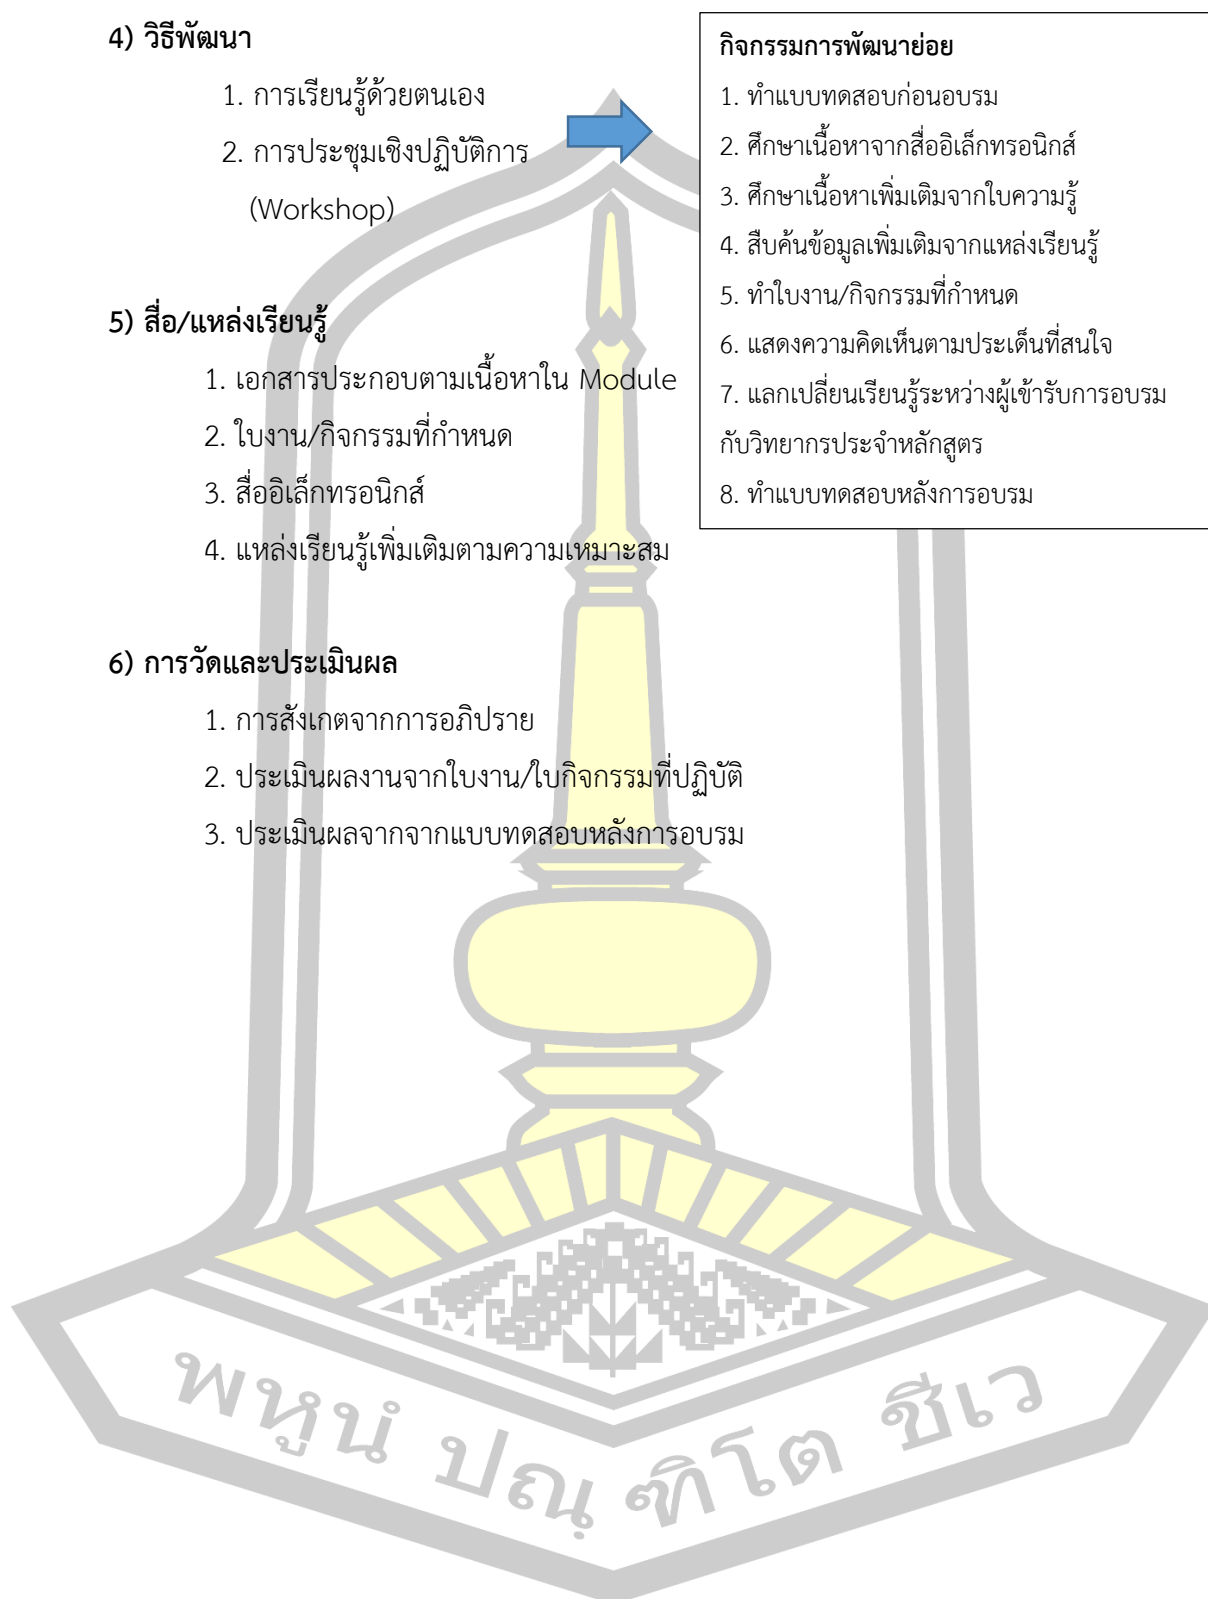 4) วิธีพัฒนา
1. การเรียนรู้ด้วยตนเอง
2. การประชุมเชิงปฏิบัติการ
(Workshop)
กิจกรรมการพัฒนาย่อย
1. ทำแบบทดสอบก่อนอบรม
2. ศึกษาเนื้อหาจากสื่ออิเล็กทรอนิกส์
3. ศึกษาเนื้อหาเพิ่มเติมจากใบความรู้
4. สืบค้นข้อมูลเพิ่มเติมจากแหล่งเรียนรู้
5. ทำใบงาน/กิจกรรมที่กำหนด
6. แสดงความคิดเห็นตามประเด็นที่สนใจ
7. แลกเปลี่ยนเรียนรู้ระหว่างผู้เข้ารับการอบรม
กับวิทยากรประจำหลักสูตร
8. ทำแบบทดสอบหลังการอบรม
5) สื่อ/แหล่งเรียนรู้
1. เอกสารประกอบตามเนื้อหาใน Module
2. ใบงาน/กิจกรรมที่กำหนด
3. สื่ออิเล็กทรอนิกส์
4. แหล่งเรียนรู้เพิ่มเติมตามความเหมาะสม
6) การวัดและประเมินผล
1. การสังเกตจากการอภิปราย
2. ประเมินผลงานจากใบงาน/ใบกิจกรรมที่ปฏิบัติ
3. ประเมินผลจากจากแบบทดสอบหลังการอบรม
พหูนํ ปณฺฑิโต ชีเว